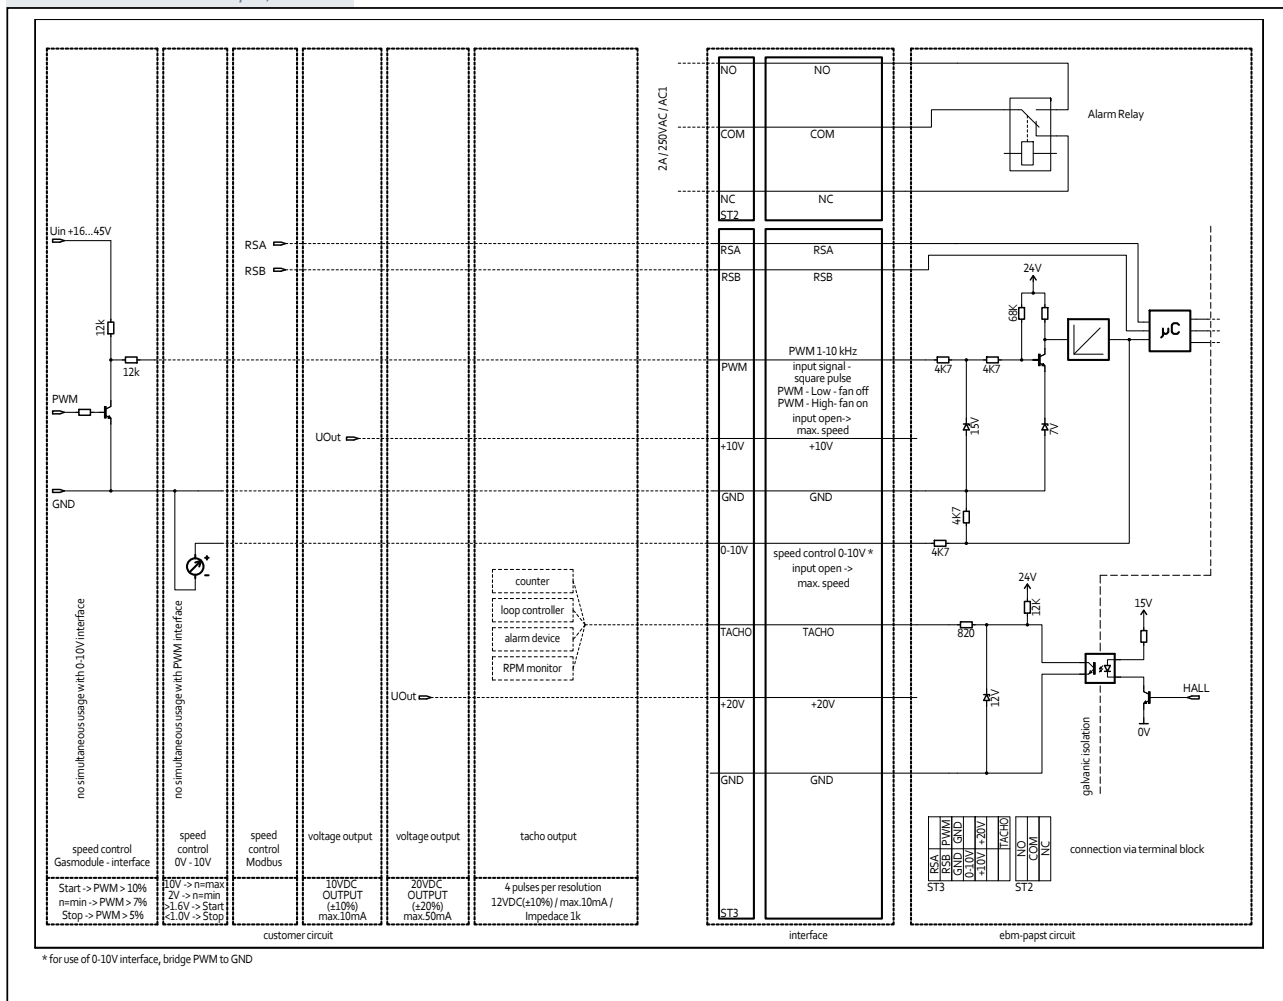 NO
NO
COM
COM
NC
NC
ST2
2A / 250VAC / AC1
Alarm Relay
Uin +16...45V
12k
12k
PWM
GND
RSA
RSB
UOut
UOut
RSA
RSA
RSB
RSB
PWM
PWM 1-10 kHz
input signal -
square pulse
PWM - Low - fan off
PWM - High- fan on
input open->
max. speed
+10V
+10V
GND
GND
0-10V
speed control 0-10V *
input open ->
max. speed
TACHO
TACHO
+20V
+20V
GND
GND
ST3
24V
68K
µC
4K7
4K7
15V
7V
4K7
4K7
24V
12K
820
12V
15V
HALL
0V
galvanic isolation
+
-
counter
loop controller
alarm device
RPM monitor
no simultaneous usage with 0-10V interface
no simultaneous usage with PWM interface
speed control
Gasmodule - interface
speed
control
0V - 10V
speed
control
Modbus
voltage output
voltage output
tacho output
Start -> PWM > 10%
n=min -> PWM > 7%
Stop -> PWM > 5%
10V -> n=max
2V -> n=min
>1.6V -> Start
<1.0V -> Stop
10VDC
OUTPUT
(±10%)
max.10mA
20VDC
OUTPUT
(±20%)
max.50mA
4 pulses per resolution
12VDC(±10%) / max.10mA /
Impedace 1k
RSA
RSB PWM
GND GND
0-10V
+10V +20V
TACHO
ST3
NO
COM
NC
ST2
connection via terminal block
customer circuit
interface
ebm-papst circuit
* for use of 0-10V interface, bridge PWM to GND